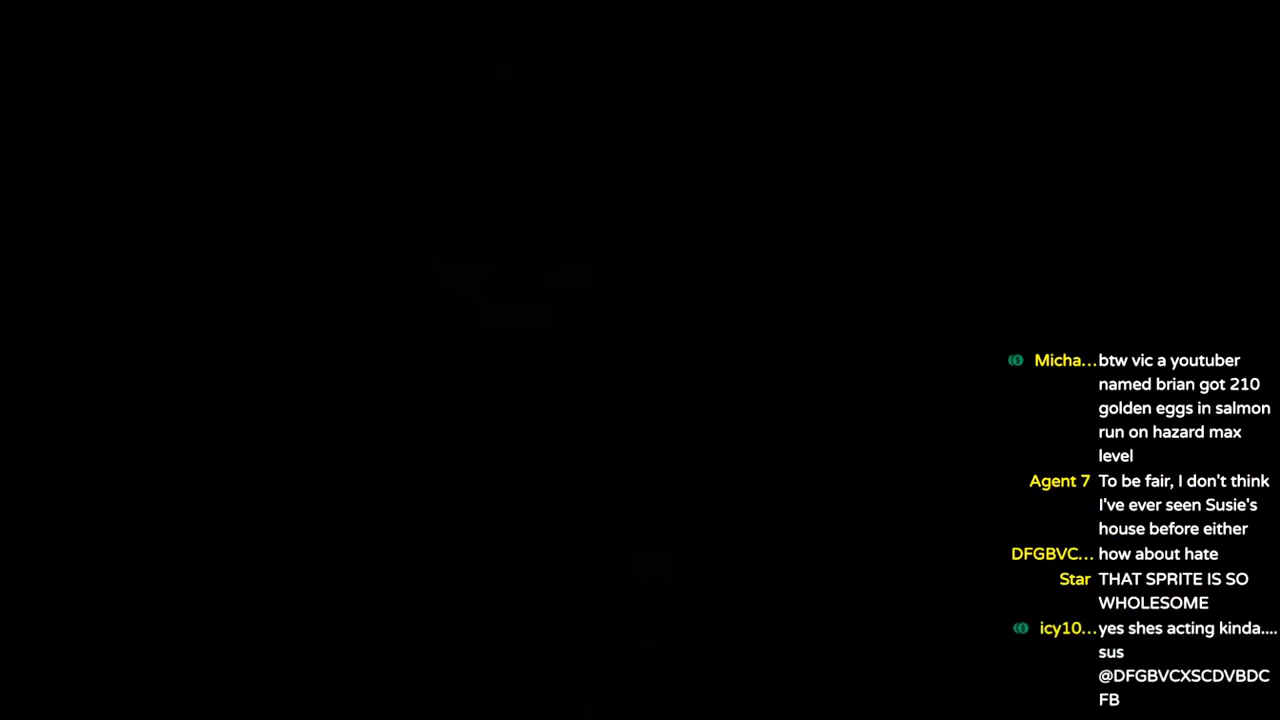 Micha... btw vic a youtuber
named brian got 210
golden eggs in salmon
run on hazard max
level
Agent 7 To be fair, I don't think
I've ever seen Susie's
house before either
DFGBVC... how about hate
Star THAT SPRITE IS SO
WHOLESOME
icy10... yes shes acting kinda....
sus
@DFGBVCXSCDVBDC
FB